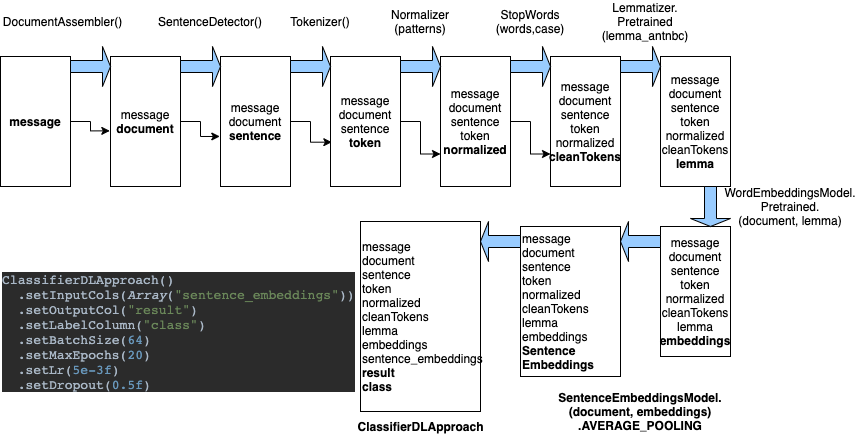 DocumentAssembler()
SentenceDetector()
Tokenizer()
Normalizer
(patterns)
StopWords
(words,case)
Lemmatizer.
Pretrained
(lemma_antnbc)
message
message
document
message
document
sentence
message
document
sentence
token
message
document
sentence
token
normalized
message
document
sentence
token
normalized
cleanTokens
message
document
sentence
token
normalized
cleanTokens
lemma
WordEmbeddingsModel.
Pretrained.
(document, lemma)
message
document
sentence
token
normalized
cleanTokens
lemma
embeddings
message
document
sentence
token
normalized
cleanTokens
lemma
embeddings
Sentence
Embeddings
SentenceEmbeddingsModel.
(document, embeddings)
.AVERAGE_POOLING
message
document
sentence
token
normalized
cleanTokens
lemma
embeddings
sentence_embeddings
result
class
ClassifierDLApproach
ClassifierDLApproach()
.setInputCols(Array("sentence_embeddings"))
.setOutputCol("result")
.setLabelColumn("class")
.setBatchSize(64)
.setMaxEpochs(20)
.setLr(5e-3f)
.setDropout(0.5f)